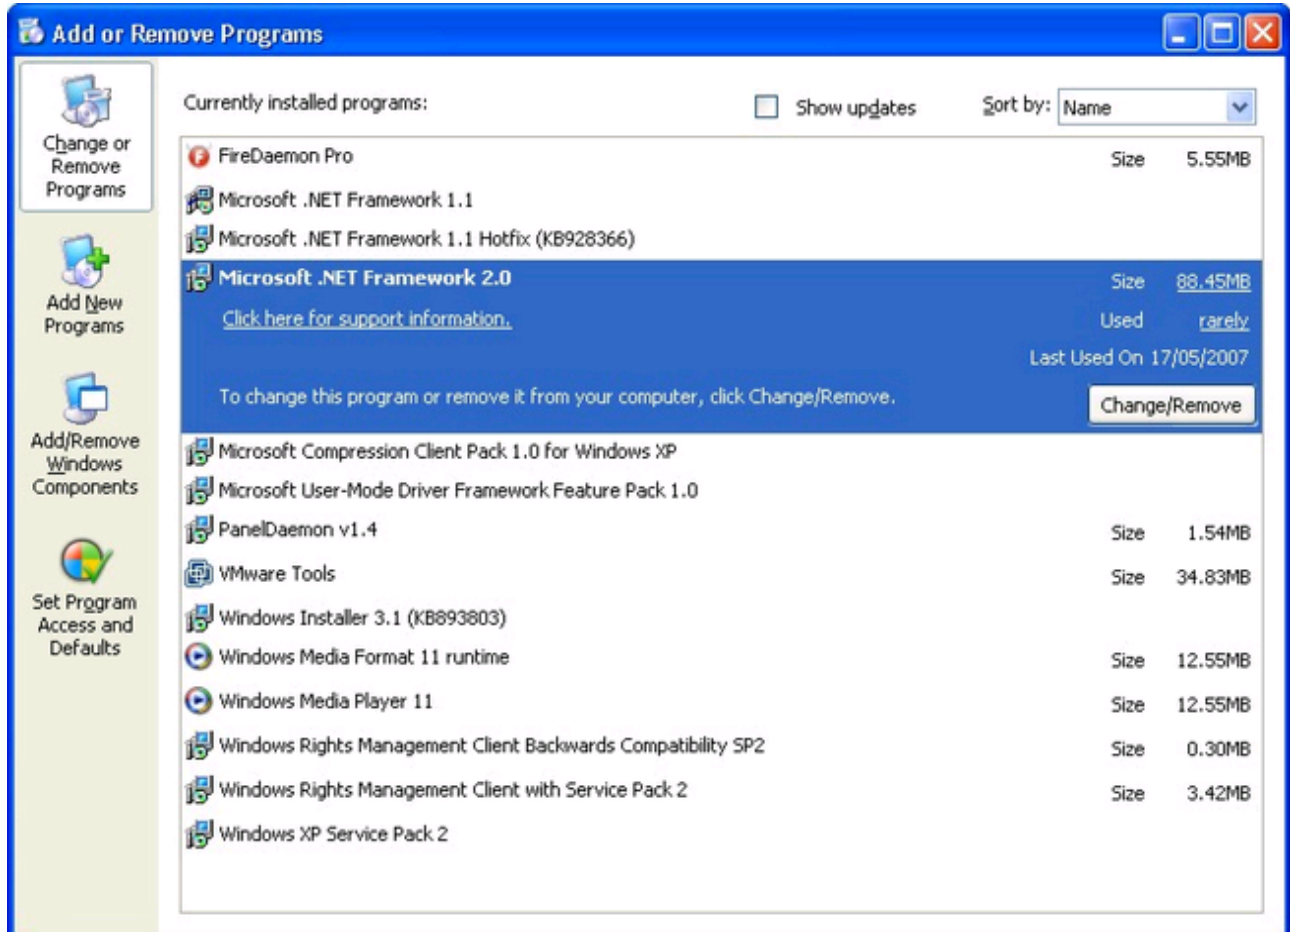 Add or Remove Programs
Change or
Remove
Programs
Add New
Programs
Add/Remove
Windows
Components
Set Program
Access and
Defaults
Currently installed programs:
Show updates
Sort by: Name
FireDaemon Pro Size 5.55MB
Microsoft .NET Framework 1.1
Microsoft .NET Framework 1.1 Hotfix (KB928366)
Microsoft .NET Framework 2.0 Size 88.45MB
Click here for support information. Used rarely
Last Used On 17/05/2007
To change this program or remove it from your computer, click Change/Remove. Change/Remove
Microsoft Compression Client Pack 1.0 for Windows XP
Microsoft User-Mode Driver Framework Feature Pack 1.0
PanelDaemon v1.4 Size 1.54MB
VMware Tools Size 34.83MB
Windows Installer 3.1 (KB893803)
Windows Media Format 11 runtime Size 12.55MB
Windows Media Player 11 Size 12.55MB
Windows Rights Management Client Backwards Compatibility SP2 Size 0.30MB
Windows Rights Management Client with Service Pack 2 Size 3.42MB
Windows XP Service Pack 2